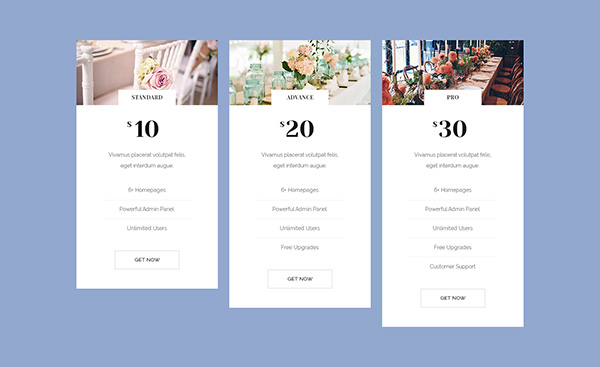 STANDARD
$10
Vivamus placerat volutpat felis,
eget interdum augue.
6+ Homepages
Powerful Admin Panel
Unlimited Users
GET NOW
ADVANCE
$20
Vivamus placerat volutpat felis,
eget interdum augue.
6+ Homepages
Powerful Admin Panel
Unlimited Users
Free Upgrades
GET NOW
PRO
$30
Vivamus placerat volutpat felis,
eget interdum augue.
6+ Homepages
Powerful Admin Panel
Unlimited Users
Free Upgrades
Customer Support
GET NOW